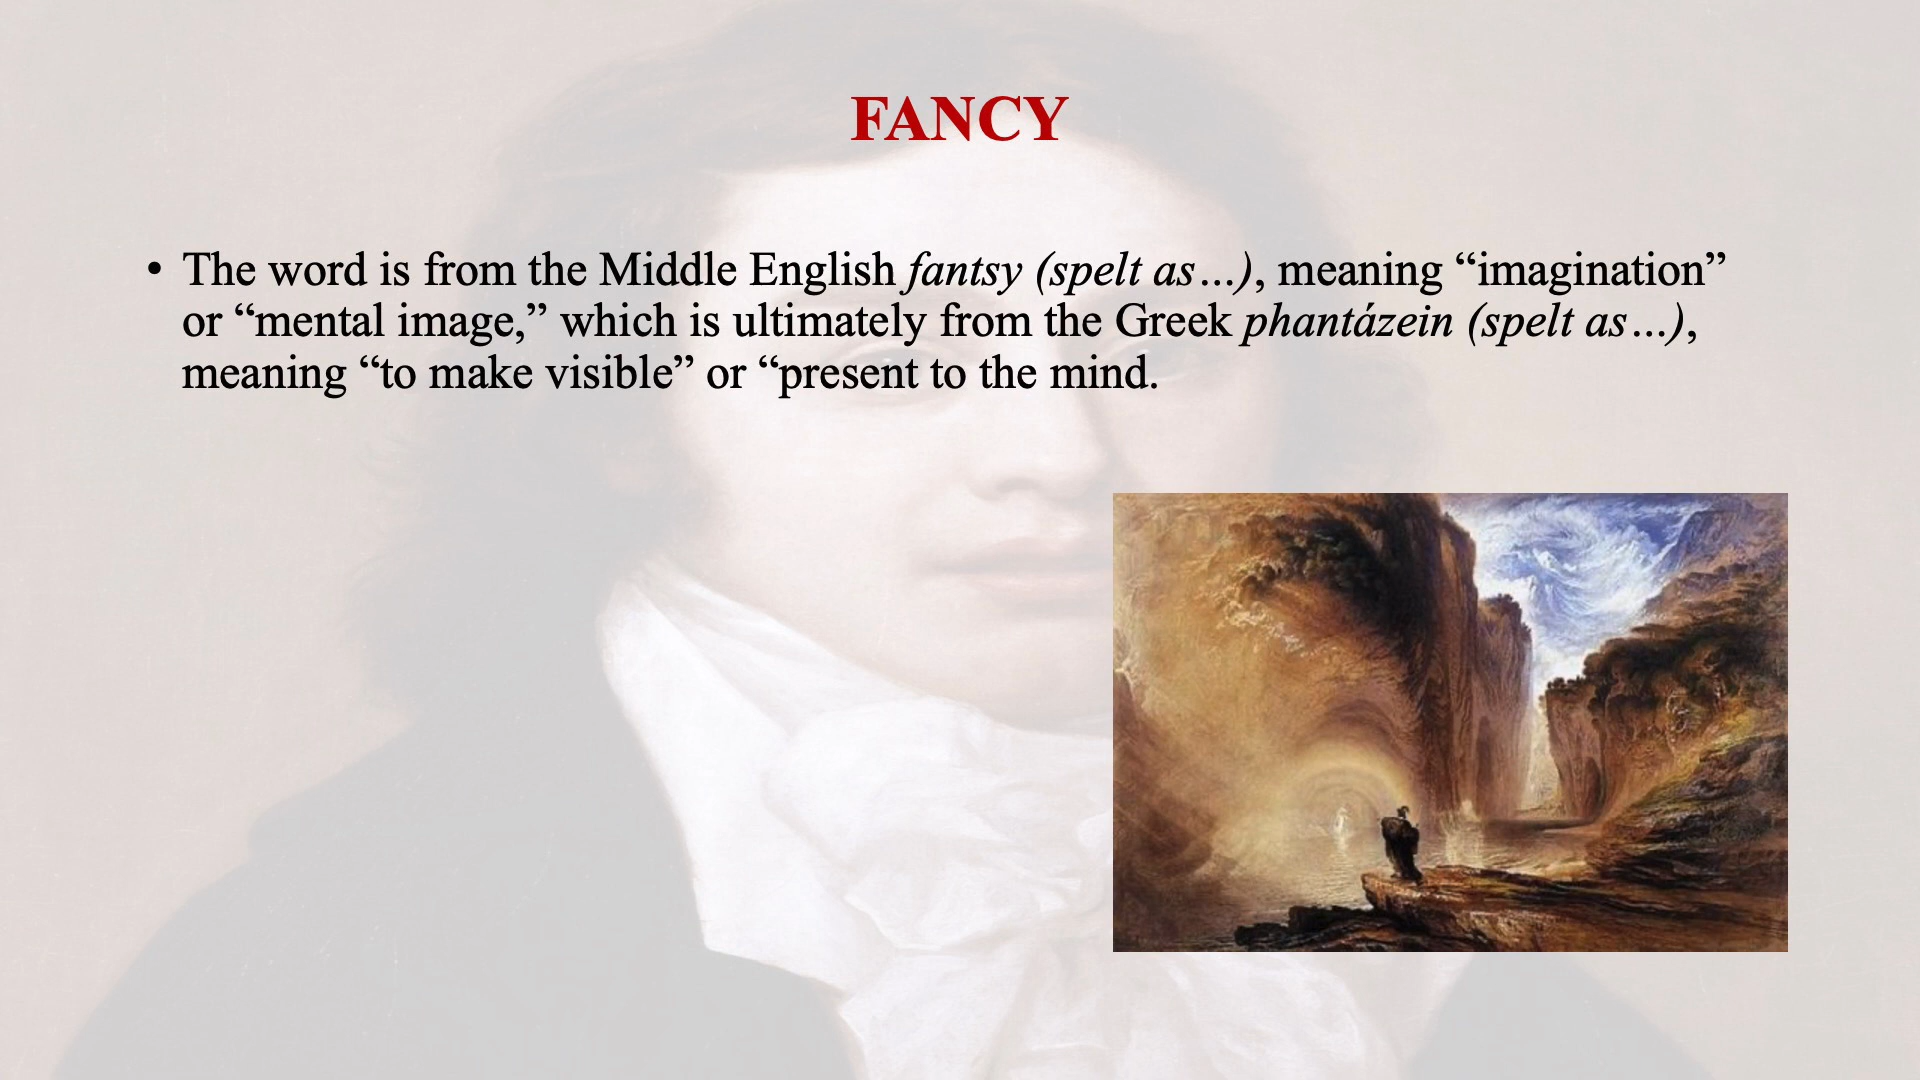 FANCY
• The word is from the Middle English fantsy (spelt as…), meaning “imagination”
or “mental image,” which is ultimately from the Greek phantázein (spelt as…),
meaning “to make visible” or “present to the mind.